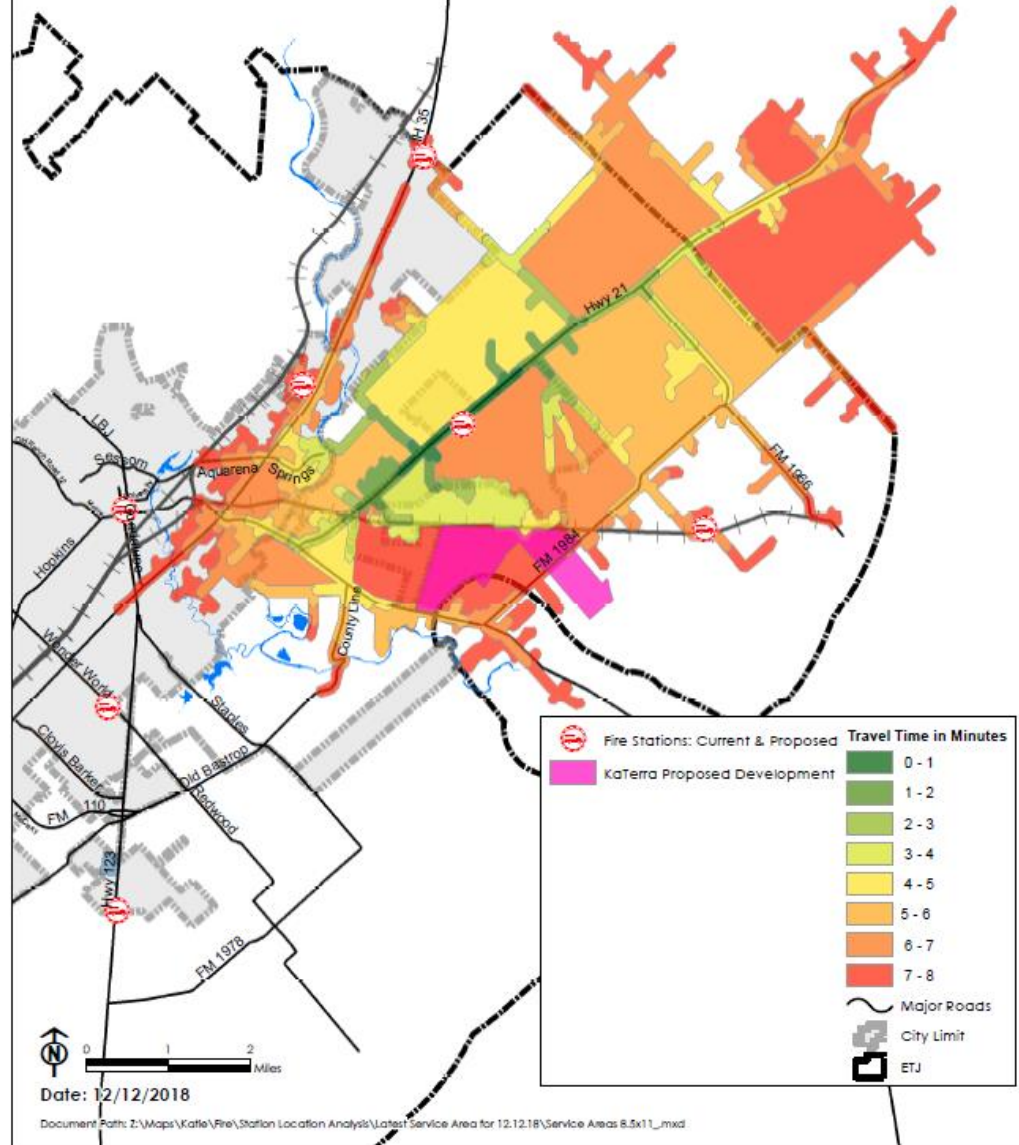 IH 35
Hwy 21
LBJ
Sessom
Aquarena
Springs
FM 1966
Hopkins
FM 1984
County Line
Wonder World
Staples
Clovis Barker
Old Bastrop
Redwood
FM
110
Hwy 123
FM 1978
Fire Stations: Current & Proposed
KaTerra Proposed Development
Travel Time in Minutes
0 - 1
1 - 2
2 - 3
3 - 4
4 - 5
5 - 6
6 - 7
7 - 8
Major Roads
City Limit
ETJ
N
0 1 2
Miles
Date: 12/12/2018
Document Path: Z:\Maps\Katie\Fire\Station Location Analysis\Latest Service Area for 12.12.18\Service Areas 8.5x11_.mxd